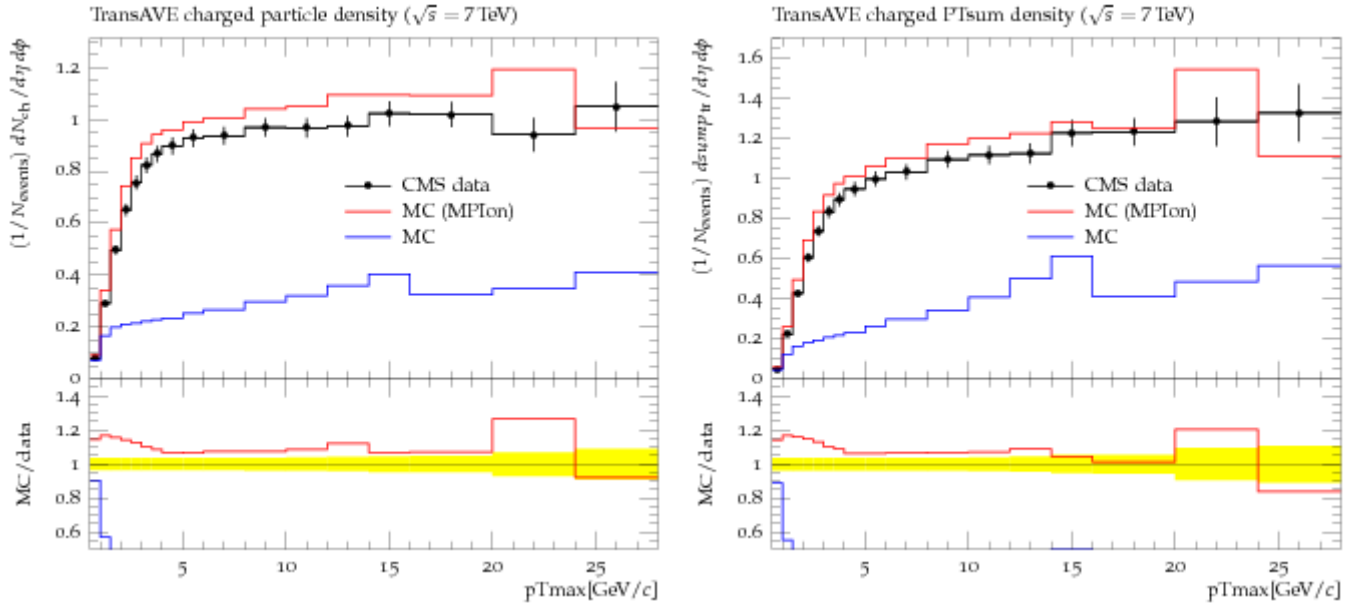 TransAVE charged particle density (√s = 7 TeV)
(1/N_events) dN_ch/dη dϕ
1.2
1
0.8
0.6
0.4
0.2
0
CMS data
MC (MPIon)
MC
MC/data
1.4
1.2
1
0.8
0.6
5 10 15 20 25
pTmax[GeV/c]
TransAVE charged PTsum density (√s = 7 TeV)
(1/N_events) dsump_tr/dη dϕ
1.6
1.4
1.2
1.0
0.8
0.6
0.4
0.2
0
CMS data
MC (MPIon)
MC
MC/data
1.4
1.2
1
0.8
0.6
5 10 15 20 25
pTmax[GeV/c]